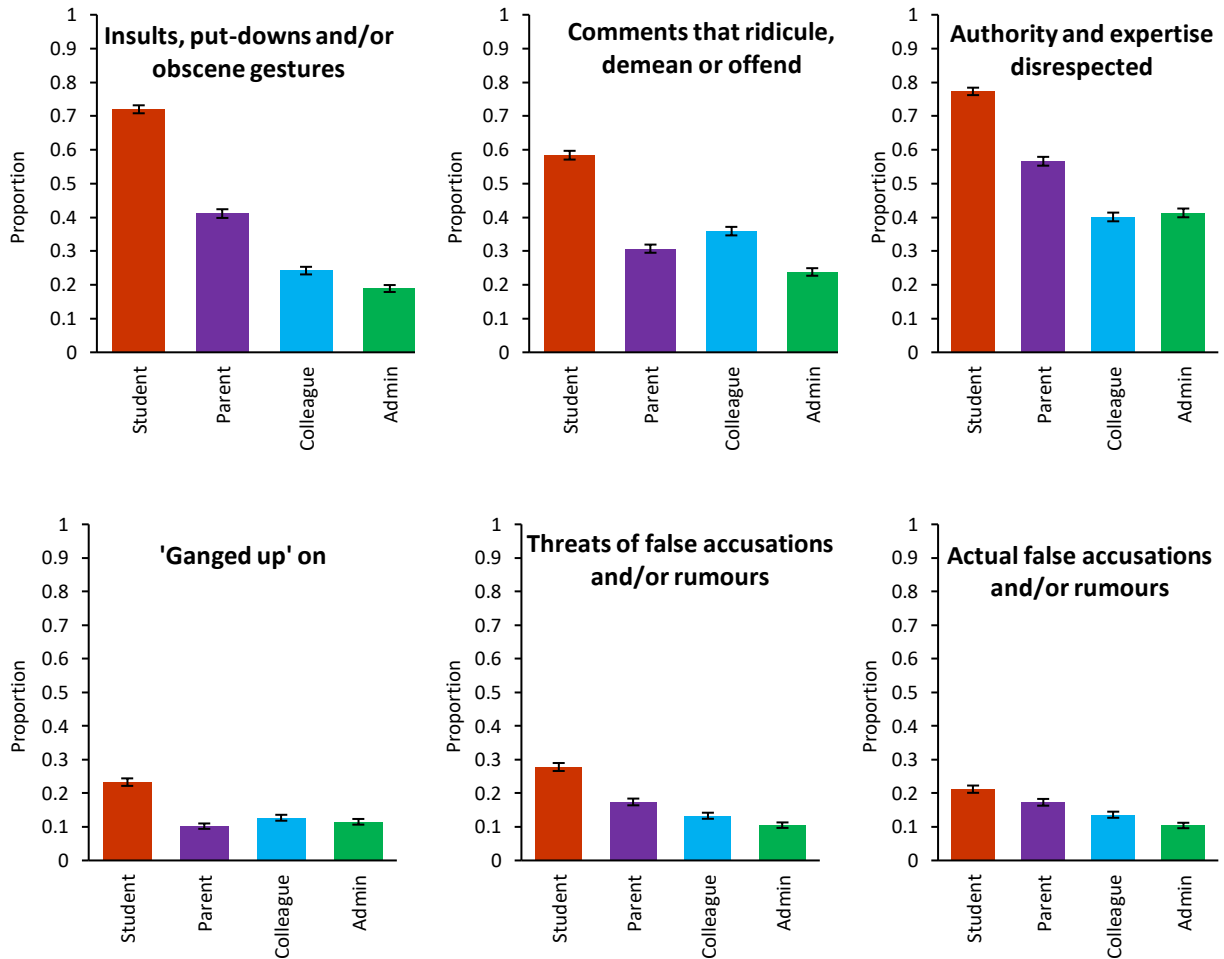 Insults, put-downs and/or
obscene gestures
Proportion
1
0.9
0.8
0.7
0.6
0.5
0.4
0.3
0.2
0.1
0
Student
Parent
Colleague
Admin
Comments that ridicule,
demean or offend
Proportion
1
0.9
0.8
0.7
0.6
0.5
0.4
0.3
0.2
0.1
0
Student
Parent
Colleague
Admin
Authority and expertise
disrespected
Proportion
1
0.9
0.8
0.7
0.6
0.5
0.4
0.3
0.2
0.1
0
Student
Parent
Colleague
Admin
'Ganged up' on
Proportion
1
0.9
0.8
0.7
0.6
0.5
0.4
0.3
0.2
0.1
0
Student
Parent
Colleague
Admin
Threats of false accusations
and/or rumours
Proportion
1
0.9
0.8
0.7
0.6
0.5
0.4
0.3
0.2
0.1
0
Student
Parent
Colleague
Admin
Actual false accusations
and/or rumours
Proportion
1
0.9
0.8
0.7
0.6
0.5
0.4
0.3
0.2
0.1
0
Student
Parent
Colleague
Admin